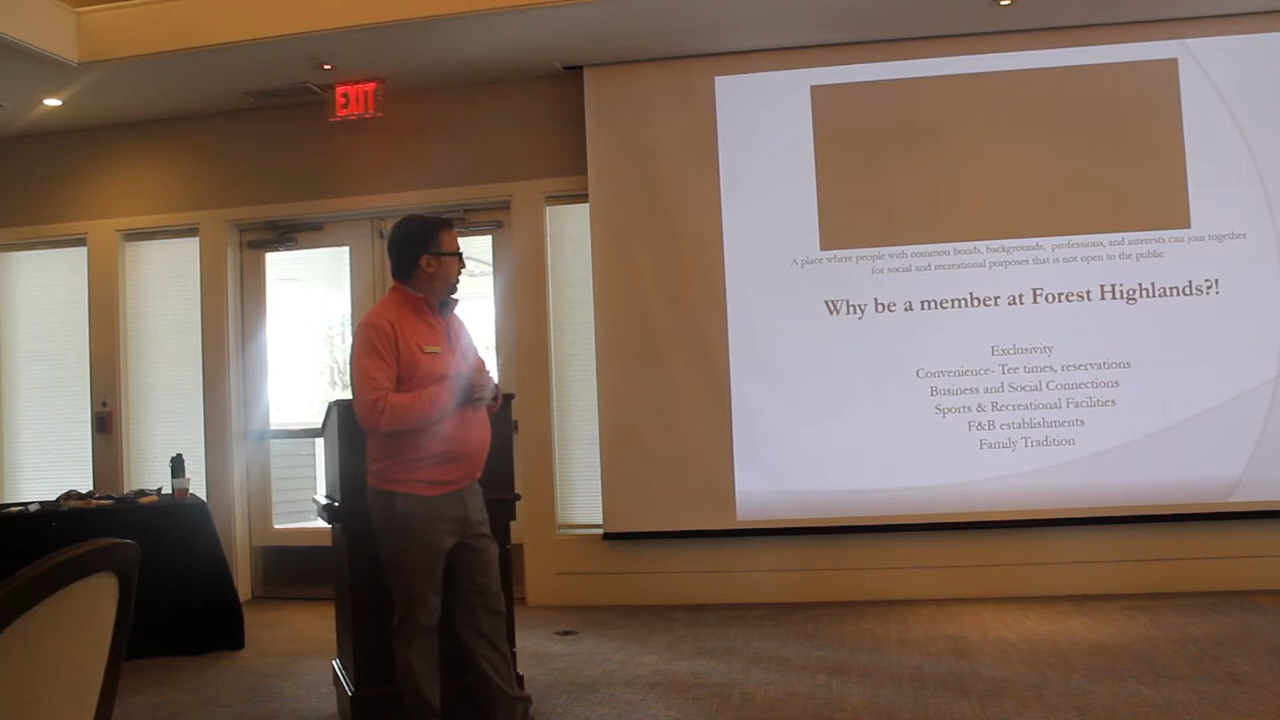 EXIT
A place where people with common bonds, backgrounds, professions, and interests can join together
for social and recreational purposes that is not open to the public
Why be a member at Forest Highlands?!
Exclusivity
Convenience- Tee times, reservations
Business and Social Connections
Sports & Recreational Facilities
F&B establishments
Family Tradition